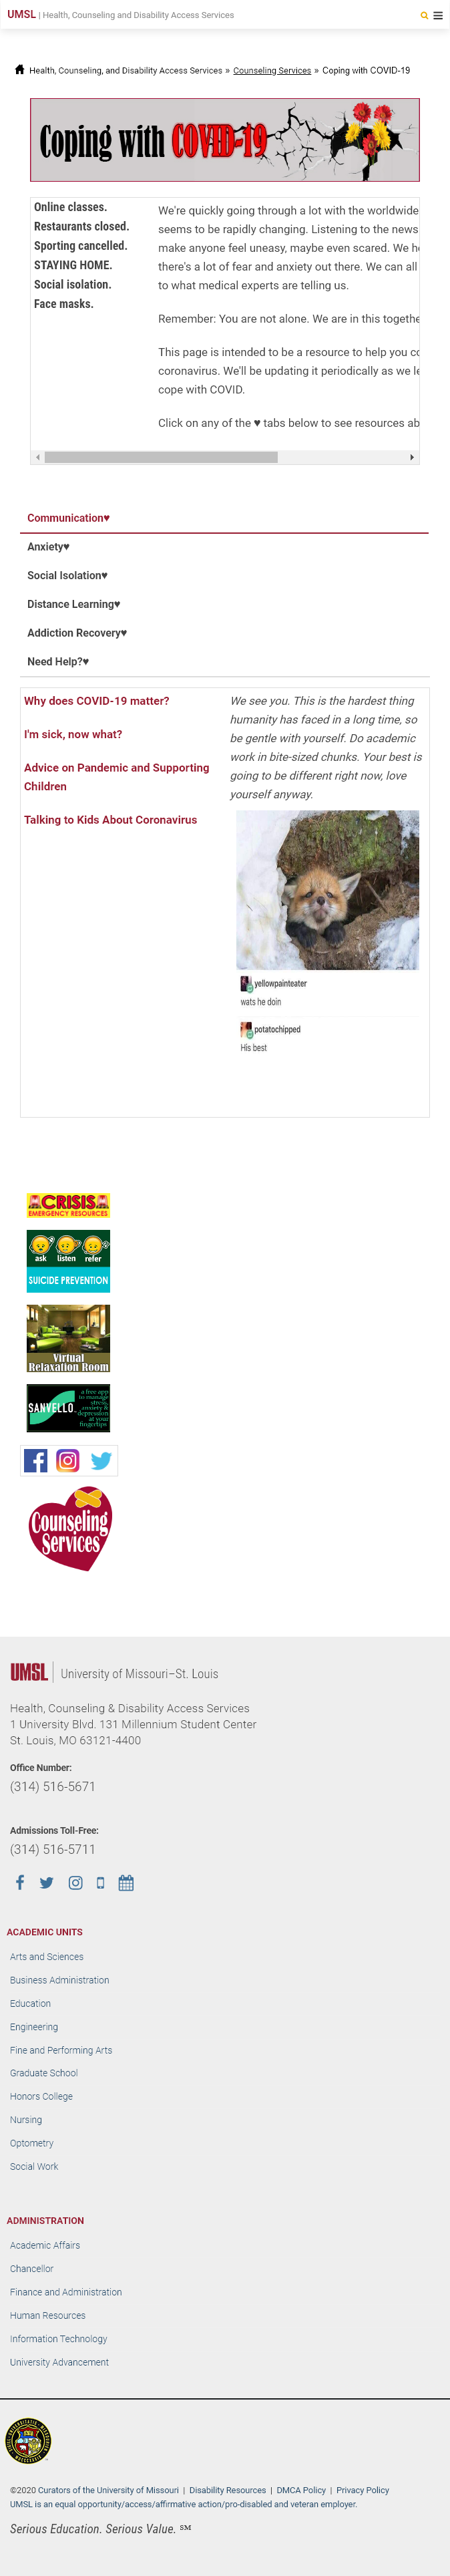 UMSL | Health, Counseling and Disability Access Services
Health, Counseling, and Disability Access Services » Counseling Services » Coping with COVID-19
Coping with COVID-19
Online classes.
Restaurants closed.
Sporting cancelled.
STAYING HOME.
Social isolation.
Face masks.
We're quickly going through a lot with the worldwide
seems to be rapidly changing. Listening to the news
make anyone feel uneasy, maybe even scared. We
there's a lot of fear and anxiety out there. We can all
to what medical experts are telling us.
Remember: You are not alone. We are in this
This page is intended to be a resource to help you
coronavirus. We'll be updating it periodically as we
cope with COVID.
Click on any of the ♥ tabs below to see resources
Communication♥
Anxiety♥
Social Isolation♥
Distance Learning♥
Addiction Recovery♥
Need Help?♥
Why does COVID-19 matter?
I'm sick, now what?
Advice on Pandemic and Supporting
Children
Talking to Kids About Coronavirus
We see you. This is the hardest thing
humanity has faced in a long time, so
be gentle with yourself. Do academic
work in bite-sized chunks. Your best is
going to be different right now, love
yourself anyway.
yellowpainteater
wats he doin
potatochipped
His best
CRISIS
EMERGENCY RESOURCES
ask listen refer
SUICIDE PREVENTION
Virtual
Relaxation Room
SANVELLO
a free app
to manage
stress,
anxiety &
depression
at your
fingertips
Counseling
Services
UMSL | University of Missouri–St. Louis
Health, Counseling & Disability Access Services
1 University Blvd. 131 Millennium Student Center
St. Louis, MO 63121-4400
Office Number:
(314) 516-5671
Admissions Toll-Free:
(314) 516-5711
ACADEMIC UNITS
Arts and Sciences
Business Administration
Education
Engineering
Fine and Performing Arts
Graduate School
Honors College
Nursing
Optometry
Social Work
ADMINISTRATION
Academic Affairs
Chancellor
Finance and Administration
Human Resources
Information Technology
University Advancement
©2020 Curators of the University of Missouri | Disability Resources | DMCA Policy | Privacy Policy
UMSL is an equal opportunity/access/affirmative action/pro-disabled and veteran employer.
Serious Education. Serious Value. ℠